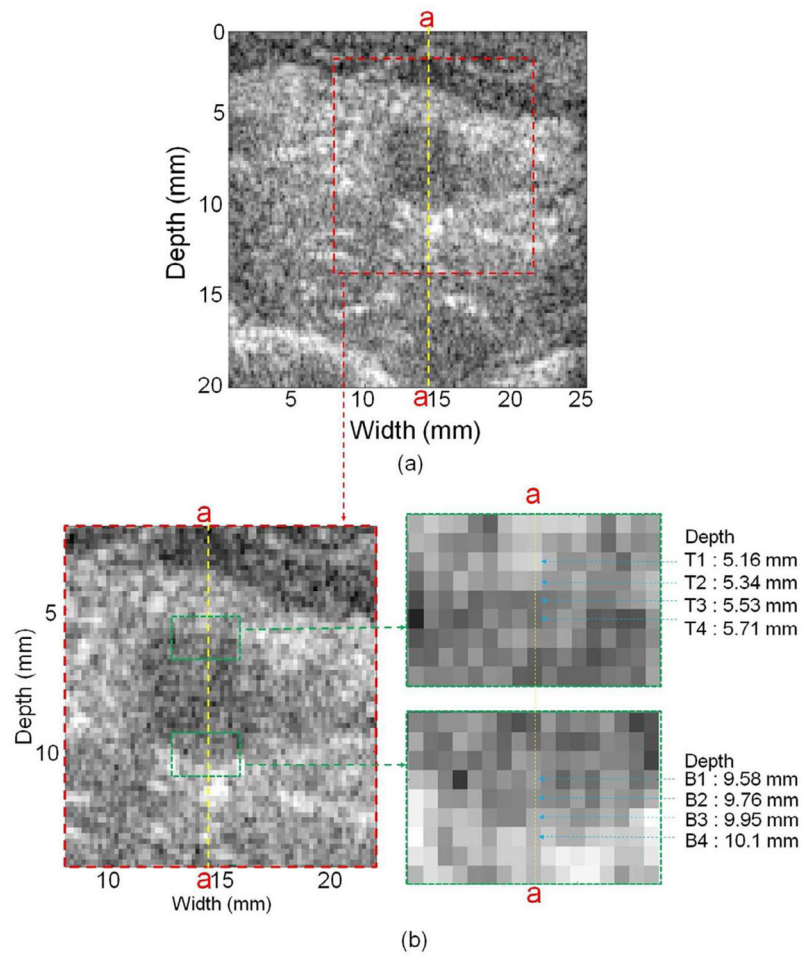 a
0
5
10
15
20
Depth (mm)
a
5
10
15
20
25
Width (mm)
(a)
a
5
10
Depth (mm)
a
10
15
20
Width (mm)
a
Depth
T1 : 5.16 mm
T2 : 5.34 mm
T3 : 5.53 mm
T4 : 5.71 mm
Depth
B1 : 9.58 mm
B2 : 9.76 mm
B3 : 9.95 mm
B4 : 10.1 mm
a
(b)